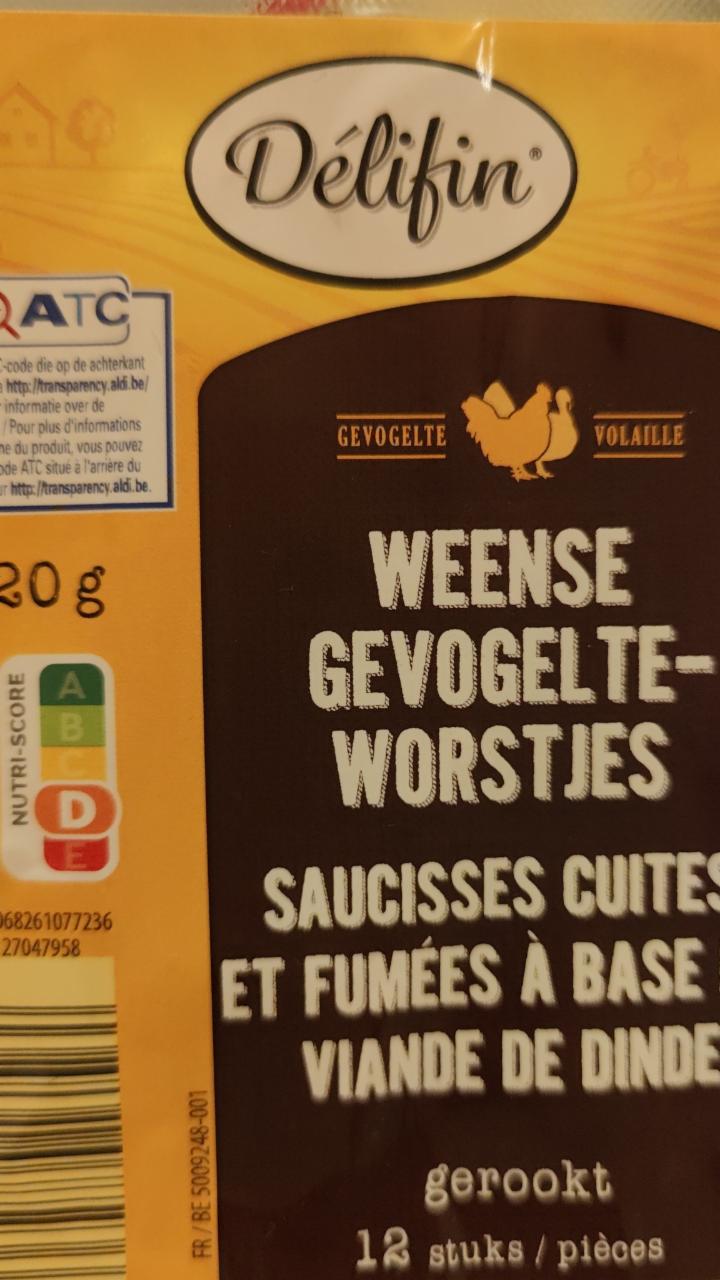 Délifin®
ATC
-code die op de achterkant
http://transparency.aldi.be/
informatie over de
/ Pour plus d'informations
du produit, vous pouvez
ATC situé à l'arrière du
http://transparency.aldi.be.
GEVOGELTE
VOLAILLE
WEENSE
GEVOGELTE-
WORSTJES
20 g
NUTRI-SCORE
A
B
C
D
E
SAUCISSES CUITES
ET FUMÉES À BASE
VIANDE DE DINDE
068261077236
27047958
FR / BE 5009248-001
gerookt
12 stuks / pièces